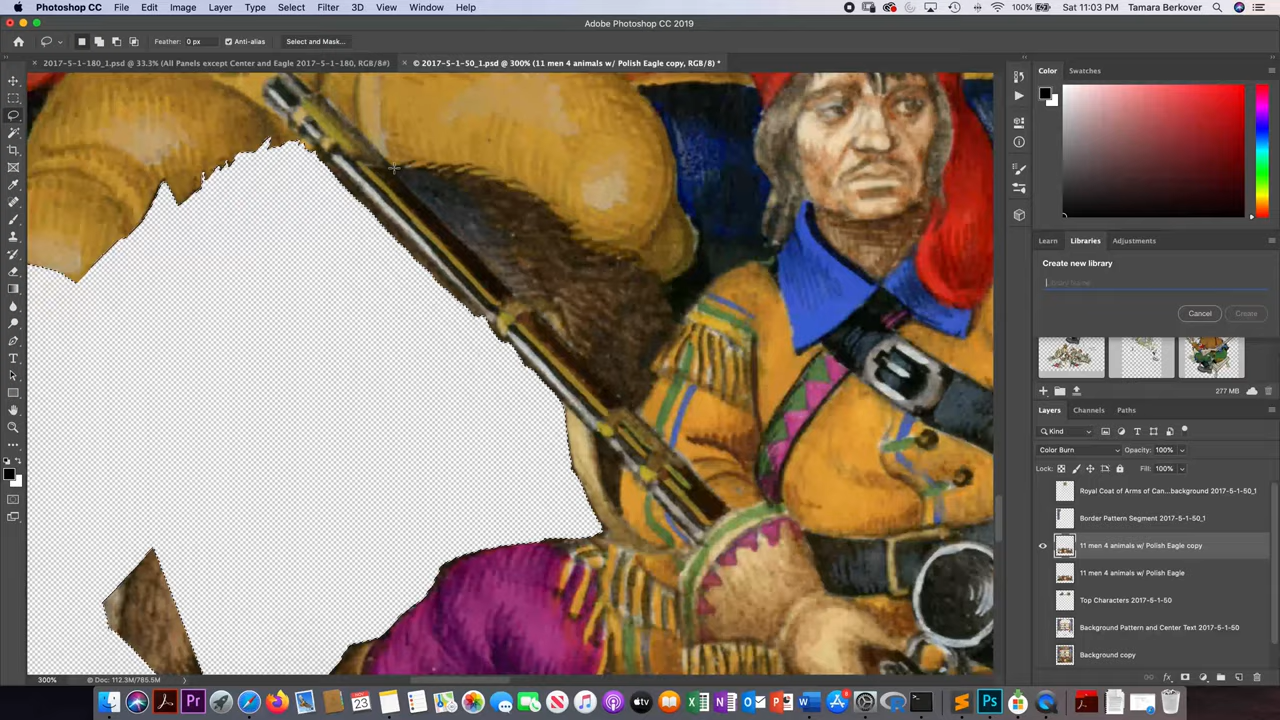 Photoshop CC File Edit Image Layer Type Select Filter 3D View Window Help 100% Sat 11:03 PM Tamara Berkover
Adobe Photoshop CC 2019
Feather: 0 px Anti-alias Select and Mask...
2017-5-1-180_1.psd @ 33.3% (All Panels except Center and Eagle 2017-5-1-180, RGB/8#)
© 2017-5-1-50_1.psd @ 300% (11 men 4 animals w/ Polish Eagle copy, RGB/8) *
Color Swatches
Learn Libraries Adjustments
Create new library
Library Name
Cancel Create
277 MB
Layers Channels Paths
Kind
Color Burn Opacity: 100%
Lock: Fill: 100%
Royal Coat of Arms of Can...background 2017-5-1-50_1
Border Pattern Segment 2017-5-1-50_1
11 men 4 animals w/ Polish Eagle copy
11 men 4 animals w/ Polish Eagle
Top Characters 2017-5-1-50
Background Pattern and Center Text 2017-5-1-50
Background copy
300% Doc: 112.3M/785.5M